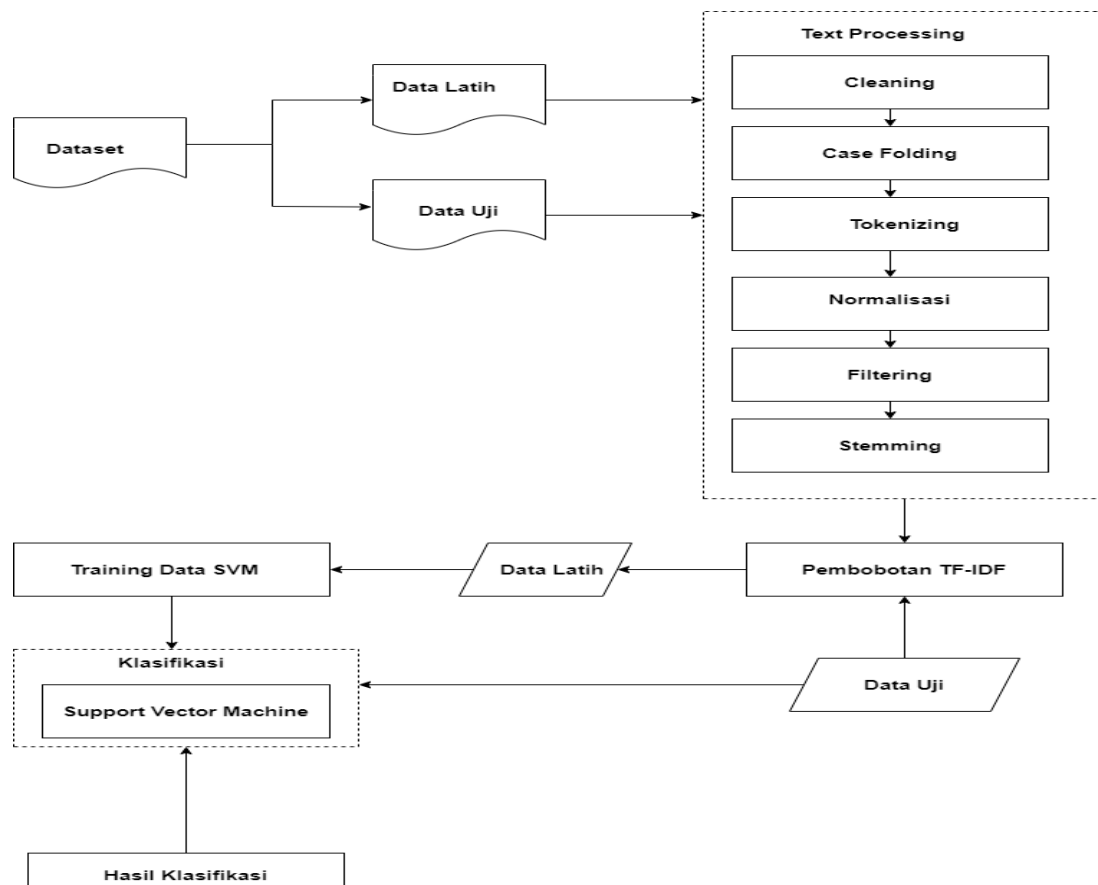 Text Processing
Cleaning
Data Latih
Case Folding
Dataset
Data Uji
Tokenizing
Normalisasi
Filtering
Stemming
Training Data SVM
Data Latih
Pembobotan TF-IDF
Klasifikasi
Support Vector Machine
Data Uji
Hasil Klasifikasi